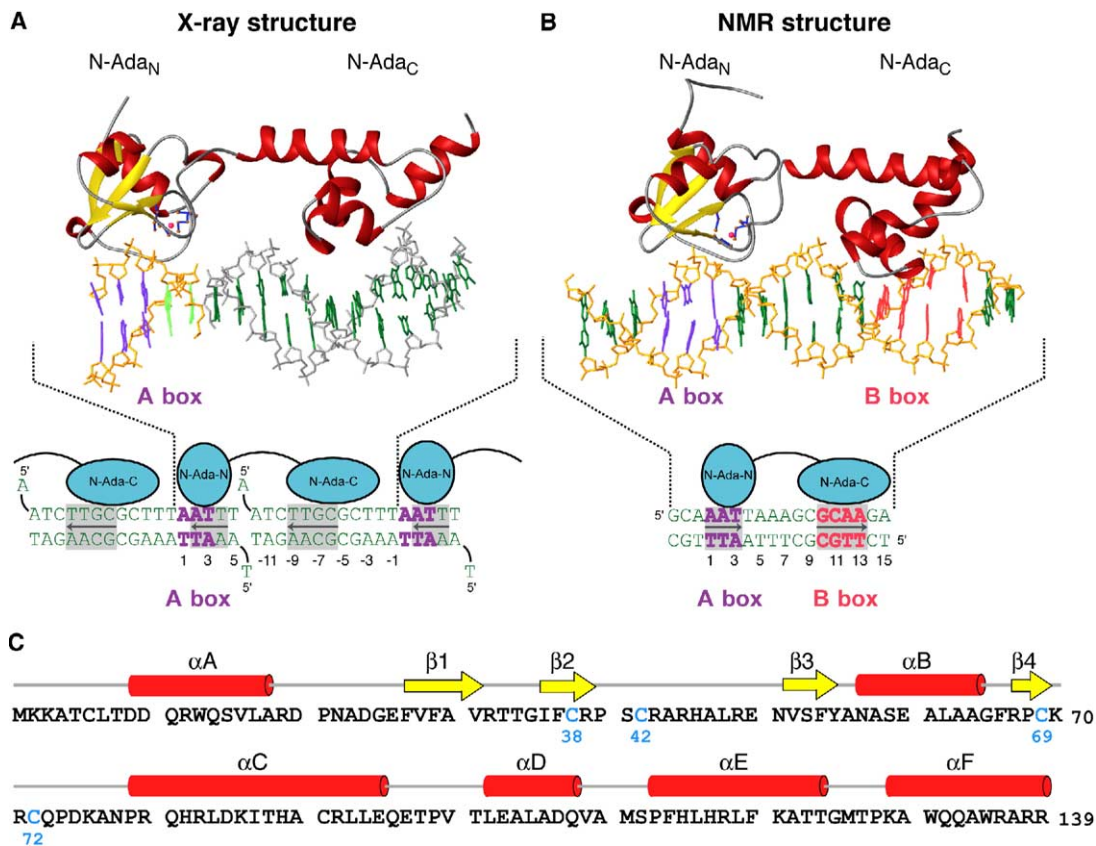 A X-ray structure
B NMR structure
N-AdaN N-AdaC
N-AdaN N-AdaC
A box
A box B box
5' A N-Ada-C N-Ada-N 5' A N-Ada-C N-Ada-N
ATCTTGCGCTTTAATTT ATCTTGCGCTTTAATTT
TAGAACGCGAAATTAAA TAGAACGCGAAATTAAA
1 3 5 -11 -9 -7 -5 -3 -1
T 5' T 5'
A box
N-Ada-N N-Ada-C
5' GCAAATTAAAGCGCAAGA
CGTTTAATTTCGCGTTCT 5'
1 3 5 7 9 11 13 15
A box B box
C
αA β1 β2 β3 αB β4
MKKATCLTDD QRWQSVLARD PNADGEFVFA VRTTGIFCRP SCRARHALRE NVSFYANASE ALAAGFRPCK 70
38 42 69
αC αD αE αF
RCQPDKANPR QHRLDKITHA CRLLEQETPV TLEALADQVA MSPFHLHRLF KATTGMTPKA WQQAWRARR 139
72